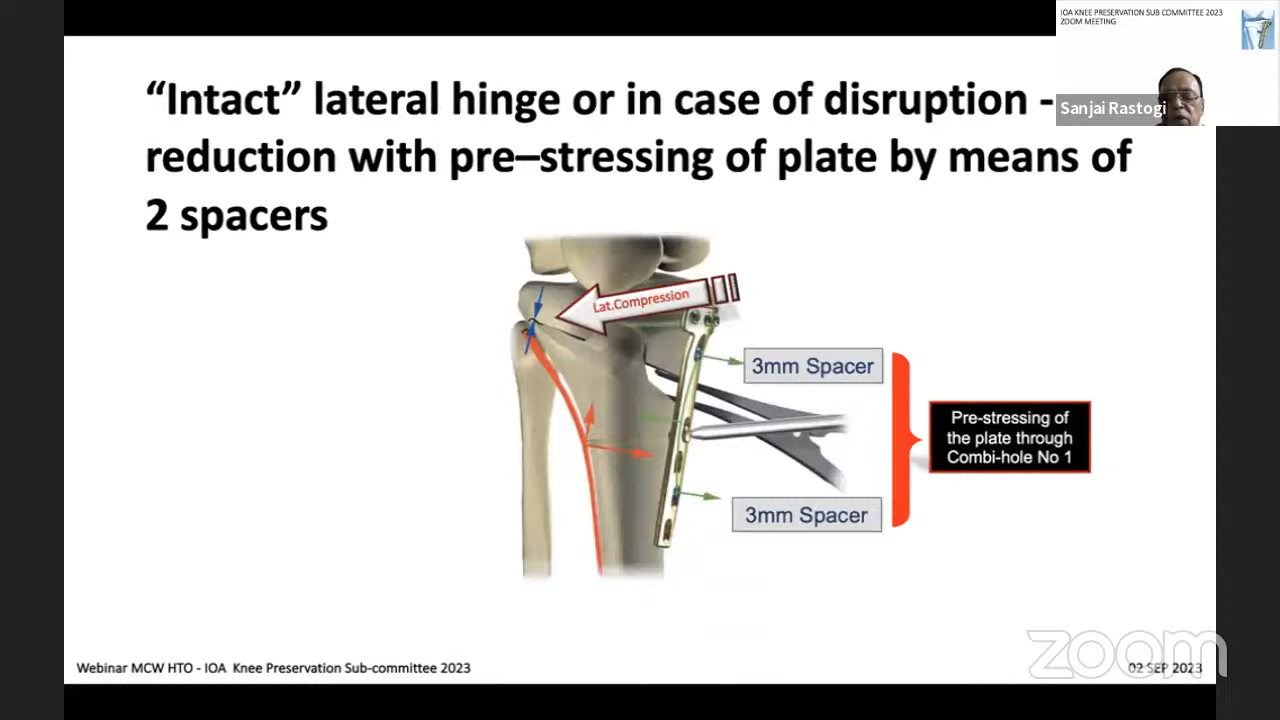 IOA KNEE PRESERVATION SUB COMMITTEE 2023
ZOOM MEETING
Sanjai Rastogi
“Intact” lateral hinge or in case of disruption -
reduction with pre–stressing of plate by means of
2 spacers
Lat.Compression
3mm Spacer
Pre-stressing of
the plate through
Combi-hole No 1
3mm Spacer
Webinar MCW HTO - IOA Knee Preservation Sub-committee 2023
02 SEP 2023
zoom